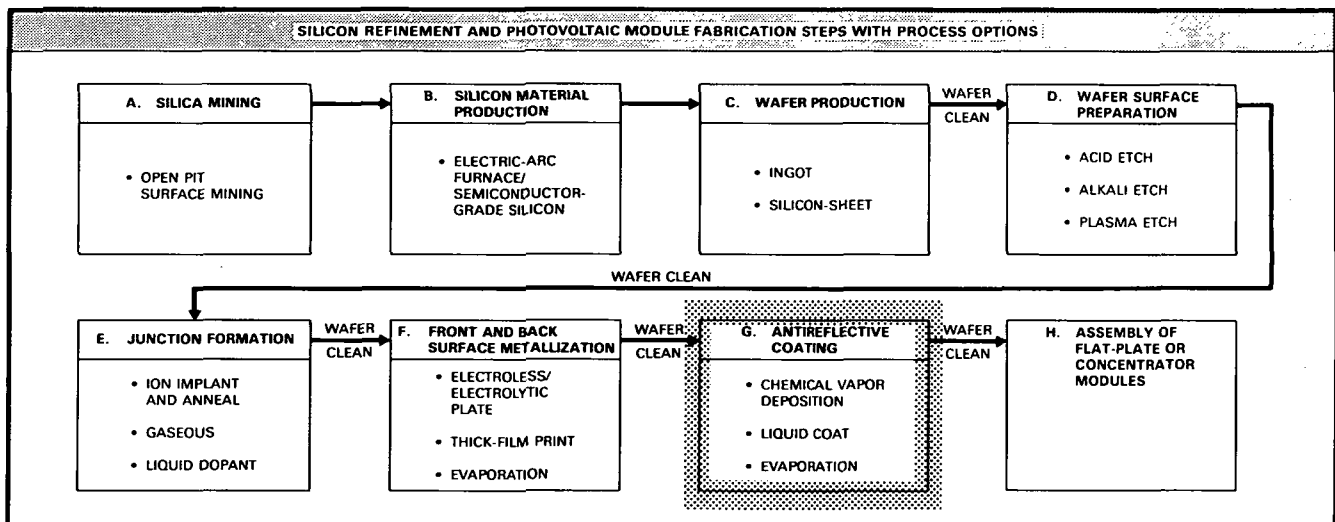 SILICON REFINEMENT AND PHOTOVOLTAIC MODULE FABRICATION STEPS WITH PROCESS OPTIONS
A. SILICA MINING
• OPEN PIT
SURFACE MINING
B. SILICON MATERIAL
PRODUCTION
• ELECTRIC-ARC
FURNACE/
SEMICONDUCTOR-
GRADE SILICON
C. WAFER PRODUCTION
• INGOT
• SILICON-SHEET
WAFER
CLEAN
D. WAFER SURFACE
PREPARATION
• ACID ETCH
• ALKALI ETCH
• PLASMA ETCH
WAFER CLEAN
E. JUNCTION FORMATION
• ION IMPLANT
AND ANNEAL
• GASEOUS
• LIQUID DOPANT
WAFER
CLEAN
F. FRONT AND BACK
SURFACE METALLIZATION
• ELECTROLESS/
ELECTROLYTIC
PLATE
• THICK-FILM PRINT
• EVAPORATION
WAFER
CLEAN
G. ANTIREFLECTIVE
COATING
• CHEMICAL VAPOR
DEPOSITION
• LIQUID COAT
• EVAPORATION
WAFER
CLEAN
H. ASSEMBLY OF
FLAT-PLATE OR
CONCENTRATOR
MODULES